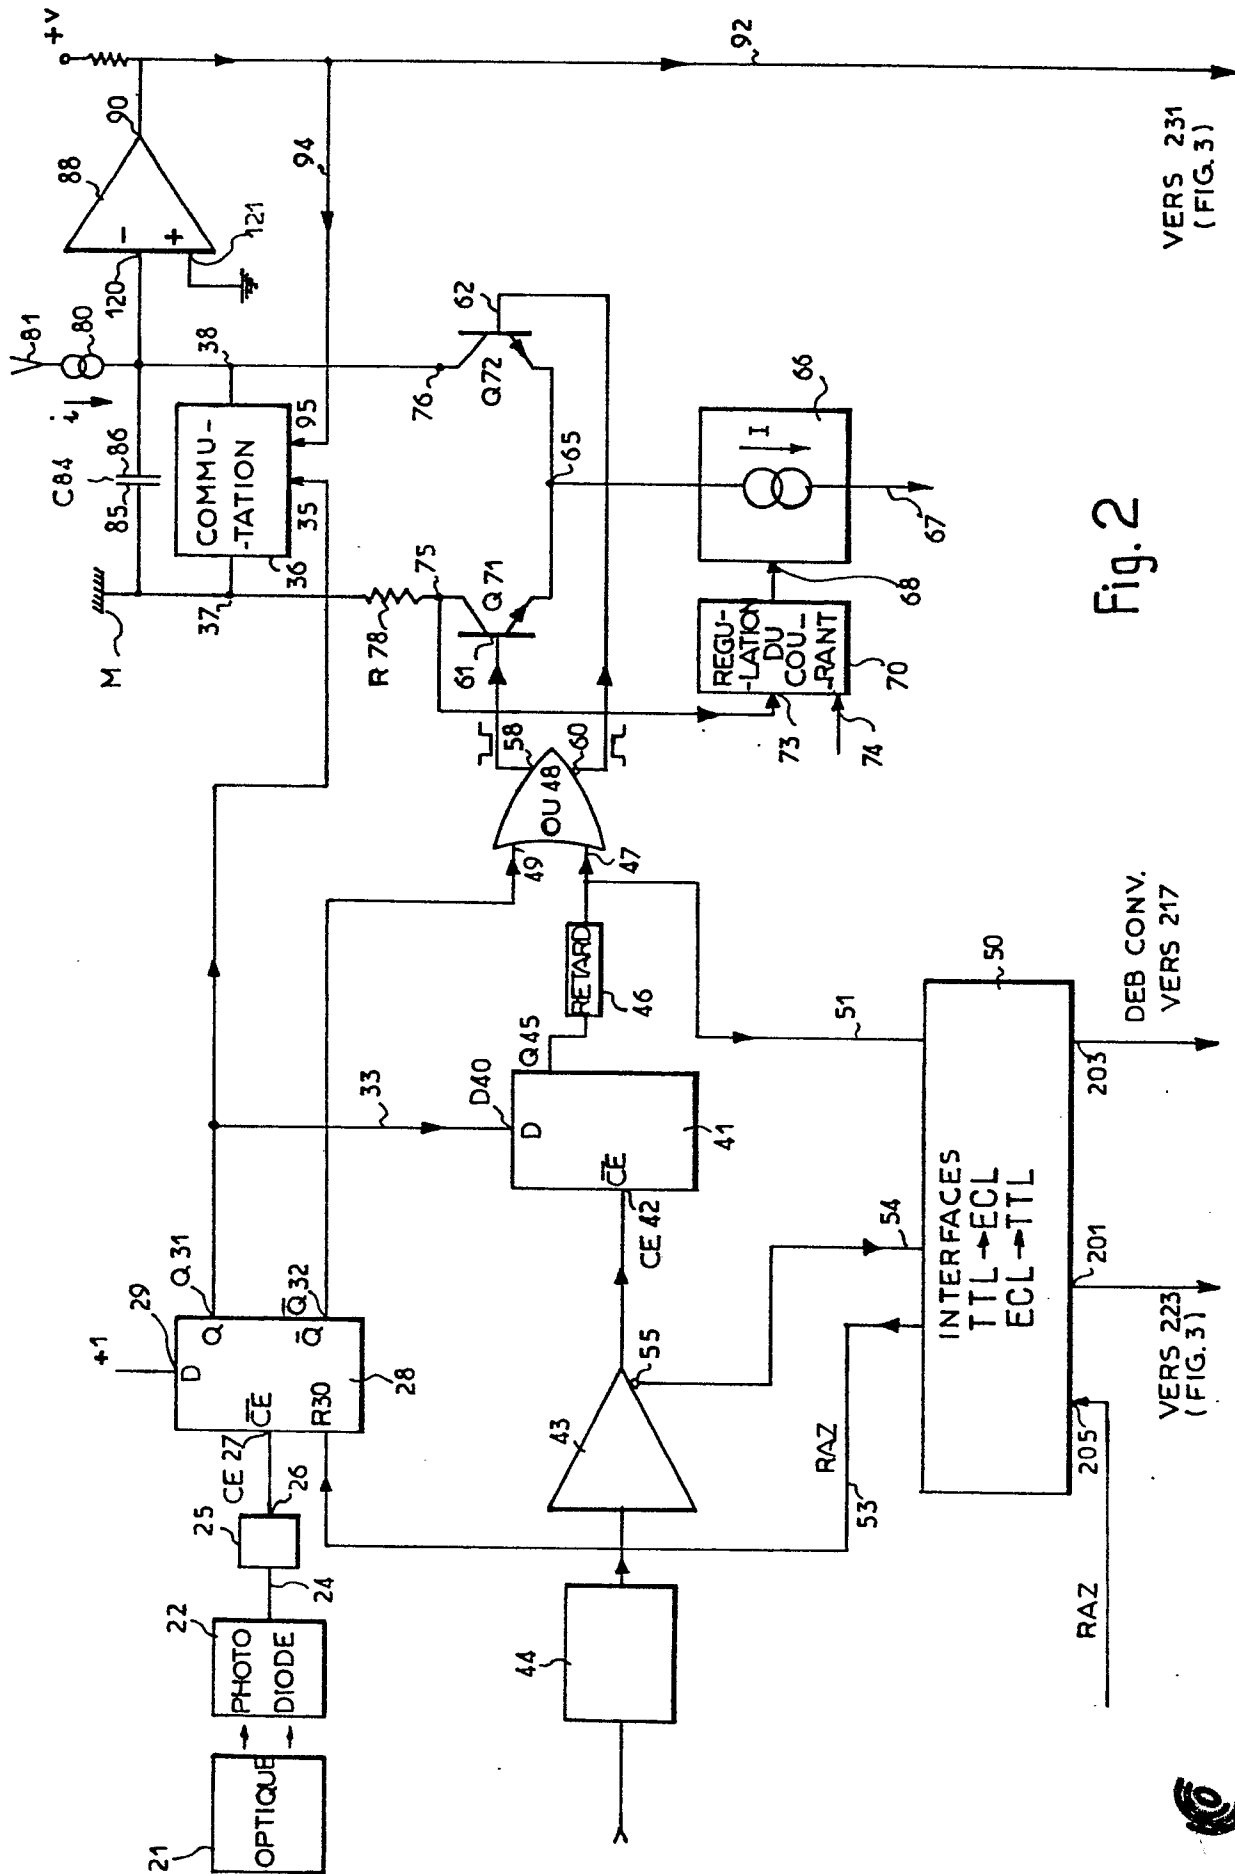 21
OPTIQUE
22
PHOTO
DIODE
24
25
26
CE 27
+1
29
D
CE
R30
Q
Q
28
Q 31
Q 32
33
44
43
55
CE 42
CE
D
D40
41
Q 45
RETARD
46
47
49
OU 48
58
60
RAZ
53
54
51
50
INTERFACES
TTL→ECL
ECL→TTL
RAZ
205
201
203
VERS 223
(FIG. 3)
DEB CONV.
VERS 217
M
37
36
COMMU-
-TATION
35
95
38
C84
85
86
i
80
81
120
121
-
+
88
90
+V
94
92
VERS 231
(FIG. 3)
R 78
75
61
Q 71
76
Q 72
62
65
66
I
67
68
REGU-
-LATION
DU
COU-
-RANT
70
73
74
Fig. 2